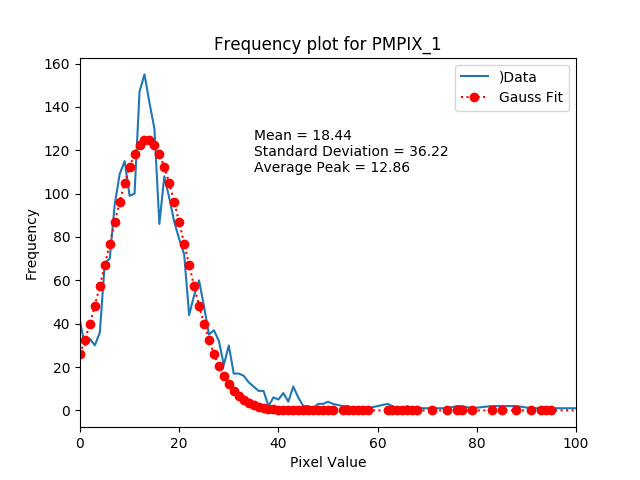 Frequency plot for PMPIX_1
)Data
Gauss Fit
Mean = 18.44
Standard Deviation = 36.22
Average Peak = 12.86
Frequency
160
140
120
100
80
60
40
20
0
0 20 40 60 80 100
Pixel Value